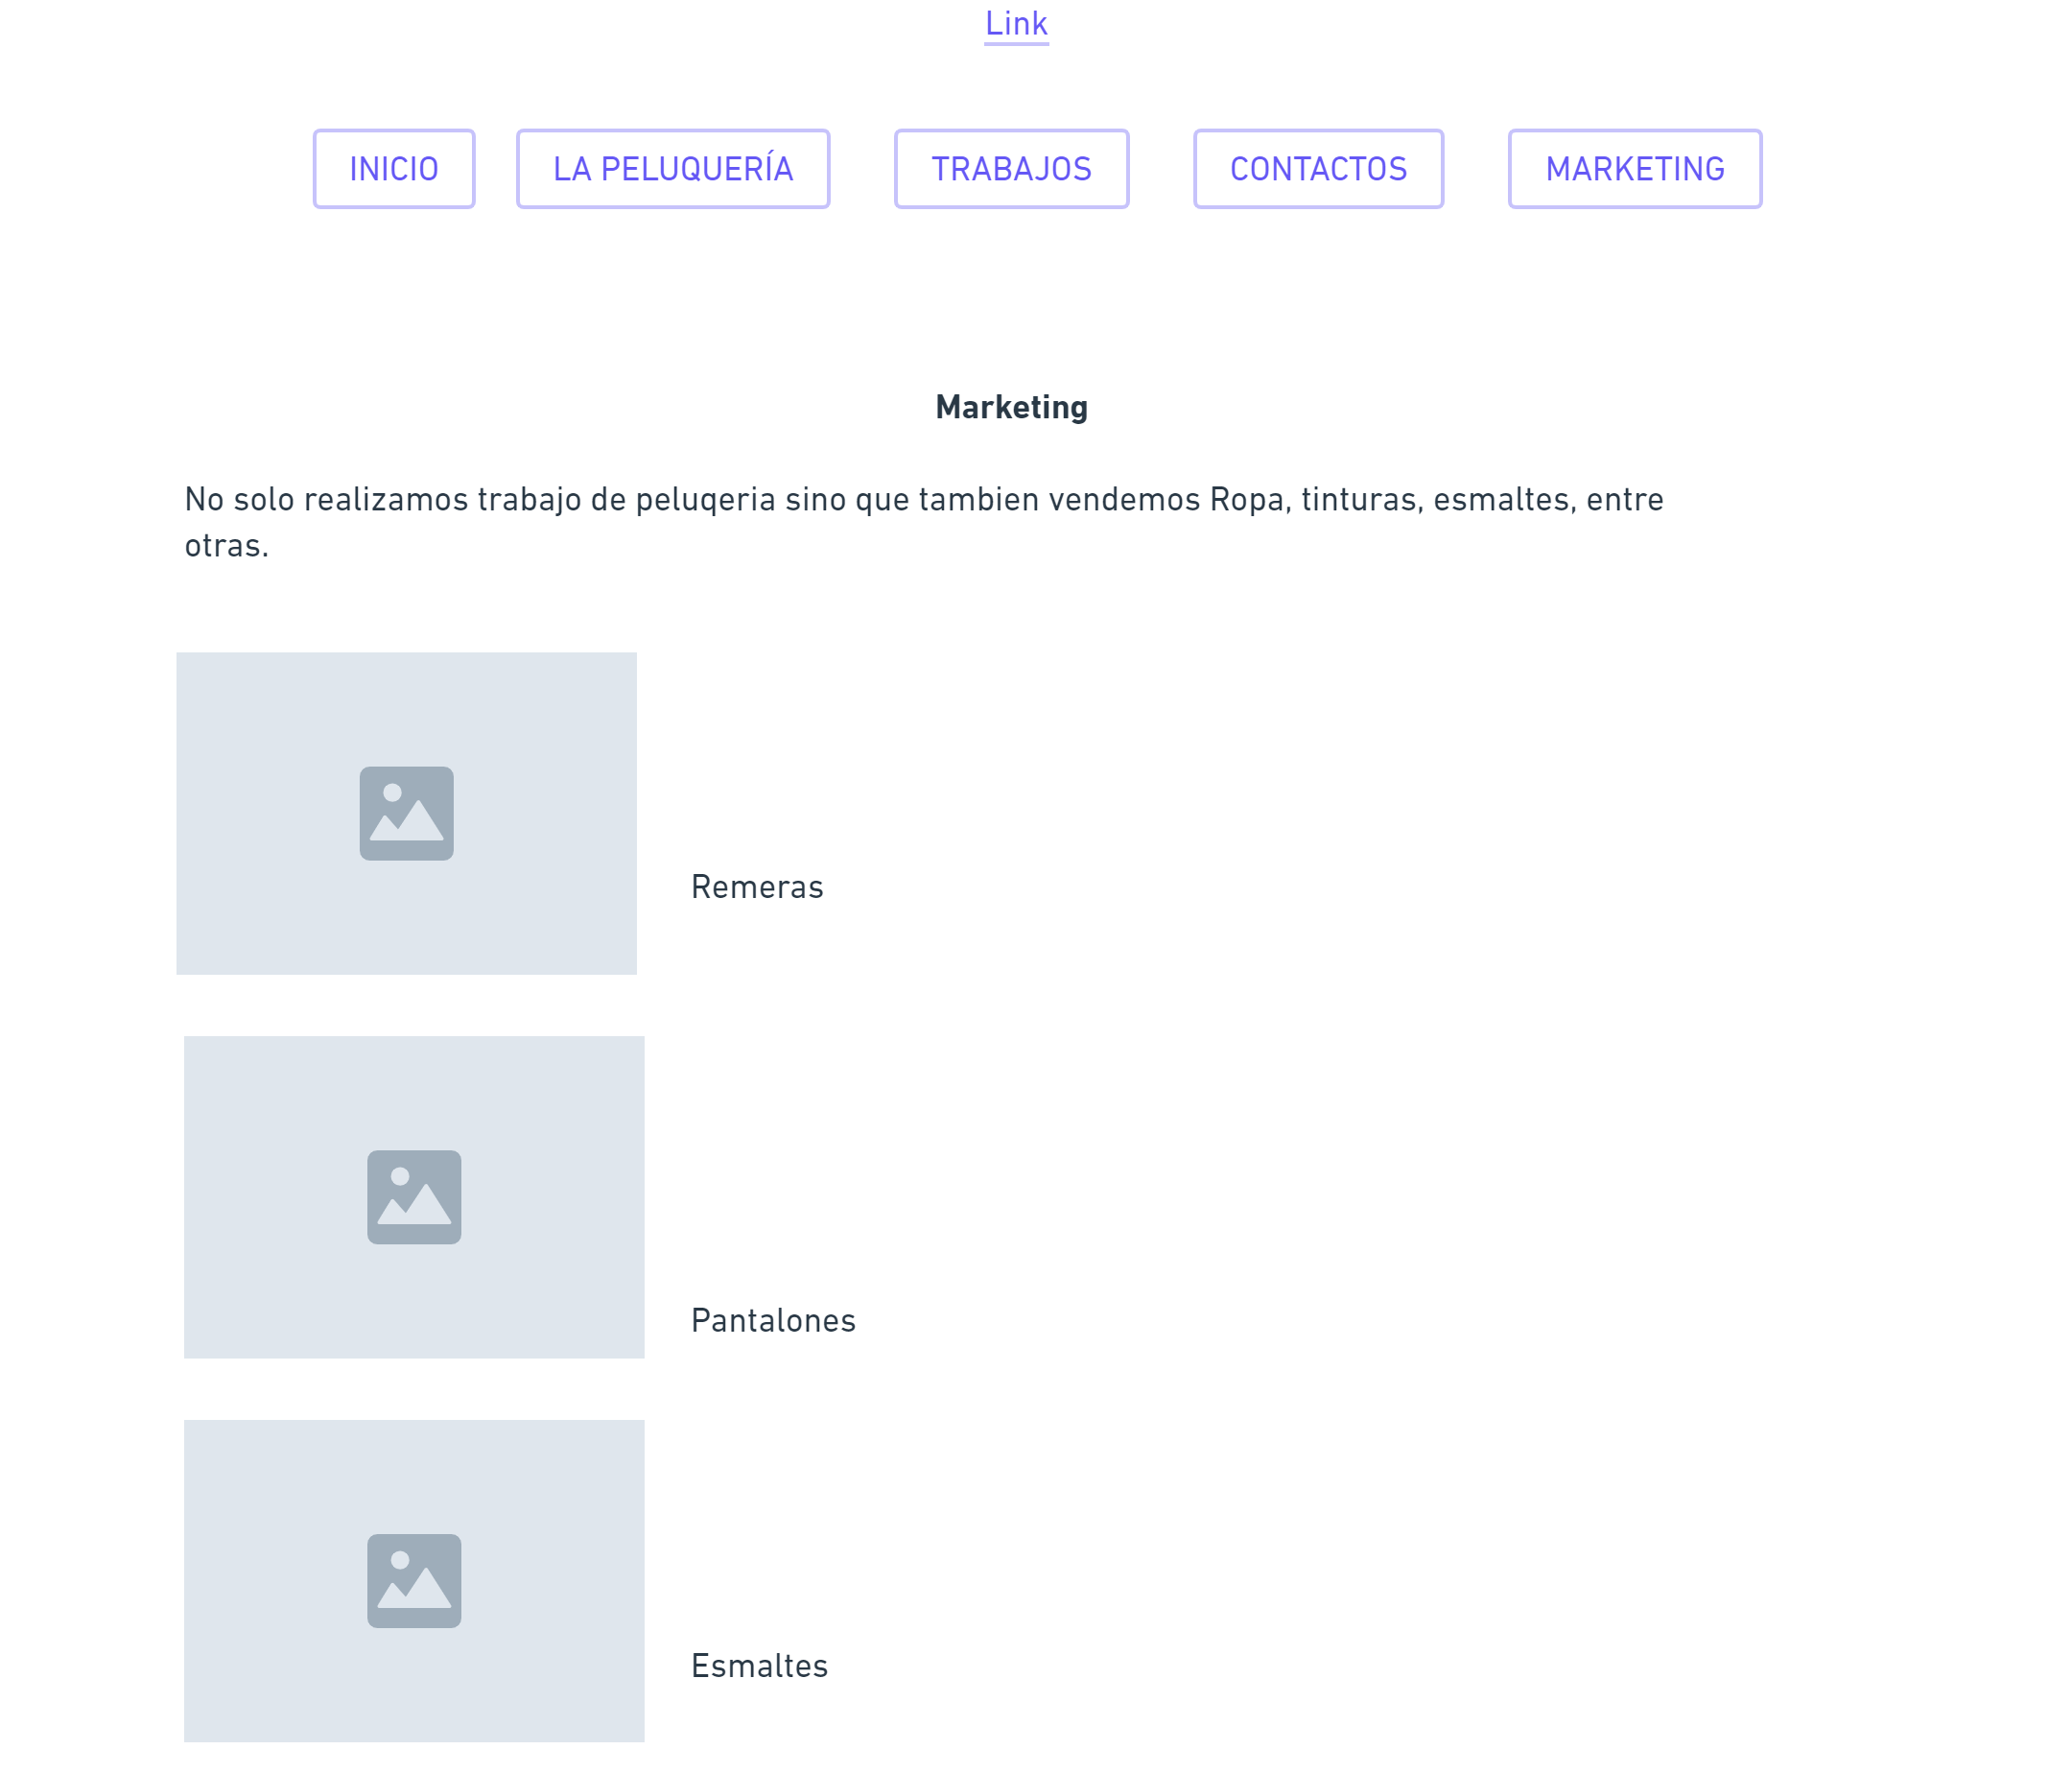 Link
INICIO LA PELUQUERÍA TRABAJOS CONTACTOS MARKETING
Marketing
No solo realizamos trabajo de peluqeria sino que tambien vendemos Ropa, tinturas, esmaltes, entre
otras.
Remeras
Pantalones
Esmaltes